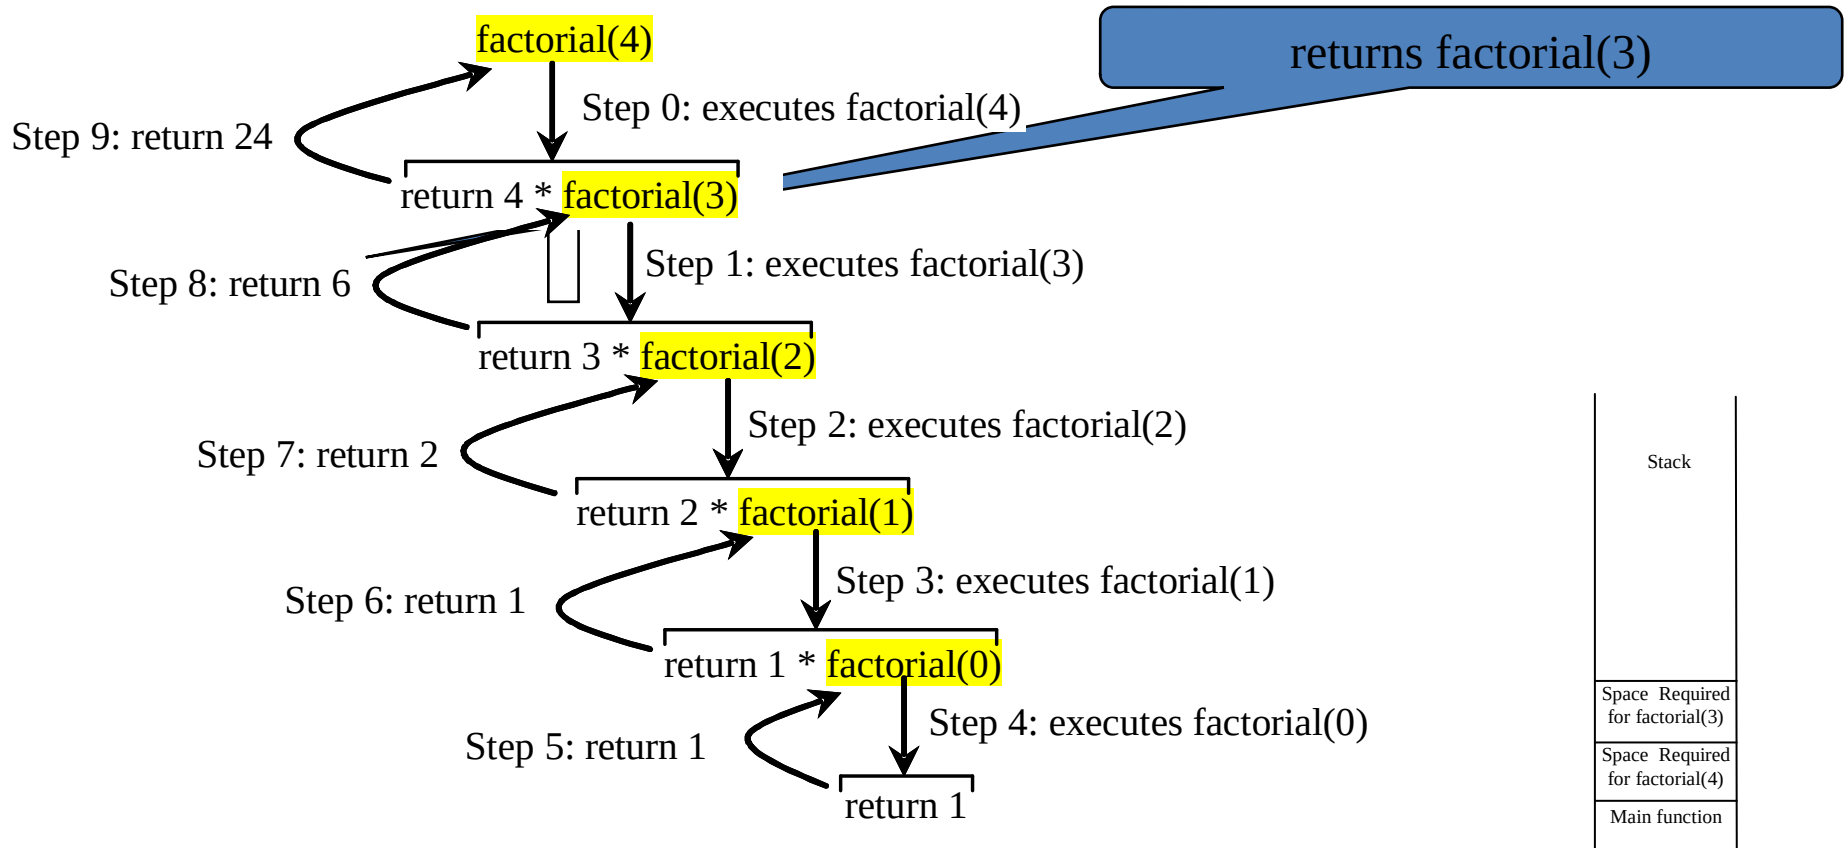 factorial(4)
returns factorial(3)
Step 0: executes factorial(4)
Step 9: return 24
return 4 * factorial(3)
Step 1: executes factorial(3)
Step 8: return 6
return 3 * factorial(2)
Step 2: executes factorial(2)
Step 7: return 2
return 2 * factorial(1)
Step 3: executes factorial(1)
Step 6: return 1
return 1 * factorial(0)
Step 4: executes factorial(0)
Step 5: return 1
return 1
Stack
Space Required
for factorial(3)
Space Required
for factorial(4)
Main function